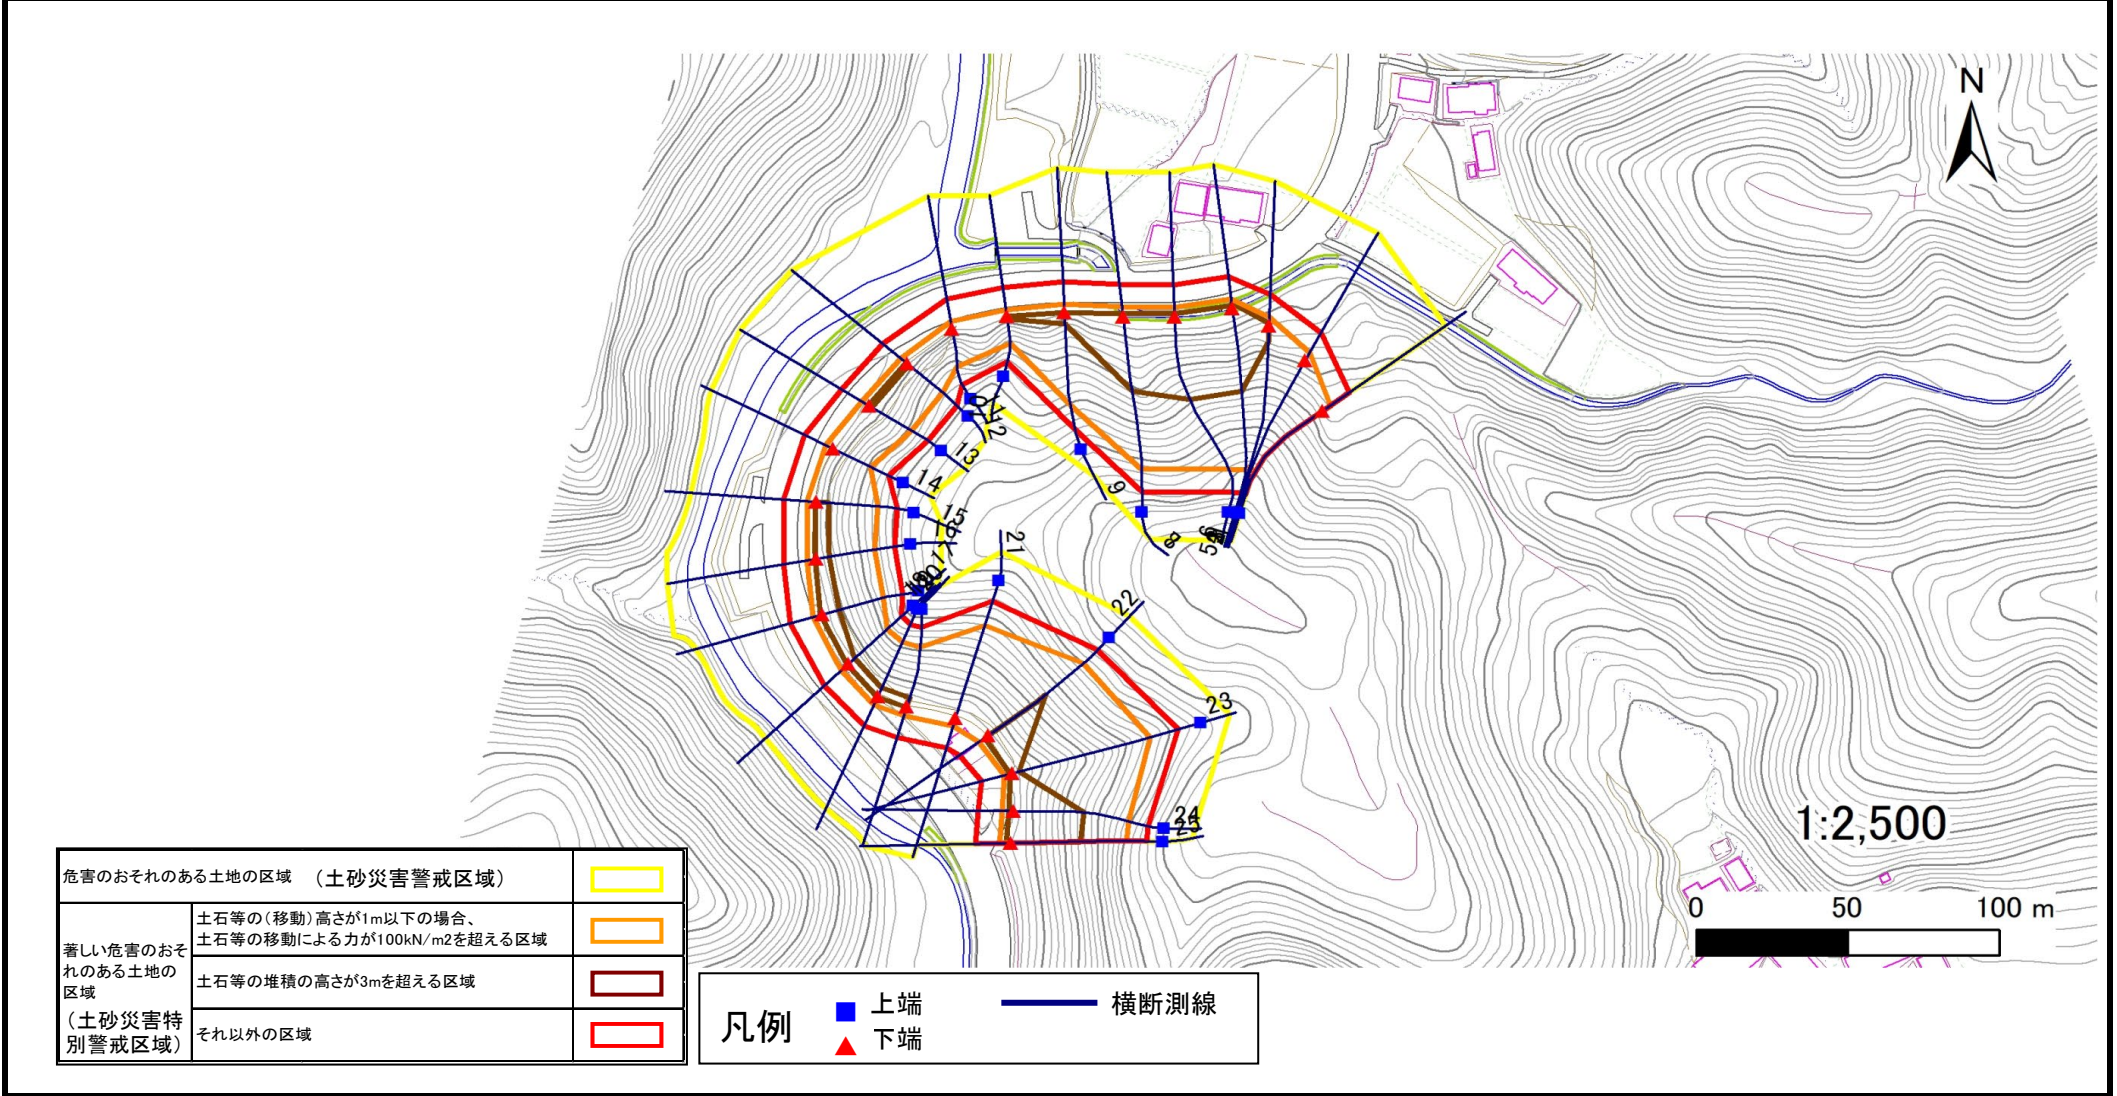 N
9
12
13
14
15
21
22
23
24
25
8
1:2,500
0 50 100 m
危害のおそれのある土地の区域 （土砂災害警戒区域）
著しい危害のおそ
れのある土地の
区域
（土砂災害特
別警戒区域）
土石等の（移動）高さが1m以下の場合、
土石等の移動による力が100kN/m2を超える区域
土石等の堆積の高さが3mを超える区域
それ以外の区域
凡例
上端
下端
横断測線